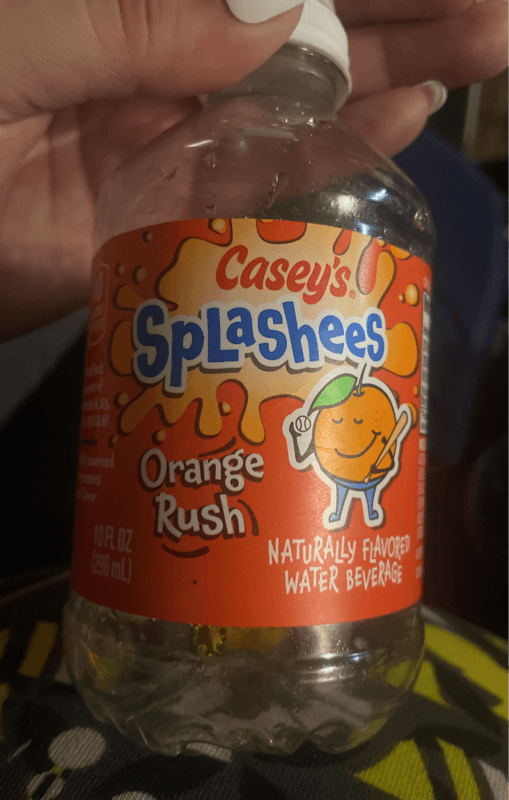 Casey's®
SpLashees
Orange
Rush
10 FL OZ
(296 mL)
NATURALLY FLAVORED
WATER BEVERAGE